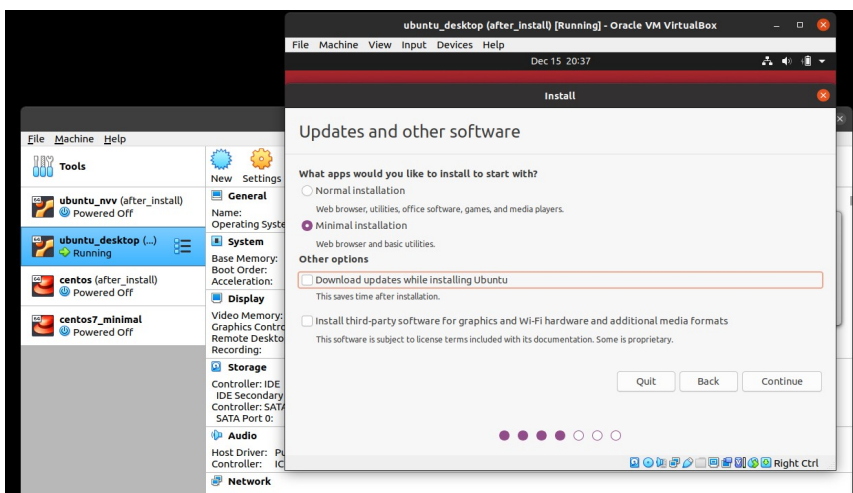 ubuntu_desktop (after_install) [Running] - Oracle VM VirtualBox
File Machine View Input Devices Help
Dec 15 20:37
Install
Updates and other software
What apps would you like to install to start with?
Normal installation
Web browser, utilities, office software, games, and media players.
Minimal installation
Web browser and basic utilities.
Other options
Download updates while installing Ubuntu
This saves time after installation.
Install third-party software for graphics and Wi-Fi hardware and additional media formats
This software is subject to license terms included with its documentation. Some is proprietary.
Quit Back Continue
Right Ctrl
File Machine Help
Tools
New Settings
ubuntu_nvv (after_install)
Powered Off
ubuntu_desktop (...)
Running
centos (after_install)
Powered Off
centos7_minimal
Powered Off
General
Name:
Operating Syste
System
Base Memory:
Boot Order:
Acceleration:
Display
Video Memory:
Graphics Contro
Remote Deskto
Recording:
Storage
Controller: IDE
IDE Secondary
Controller: SATA
SATA Port 0:
Audio
Host Driver: Pu
Controller: IC
Network